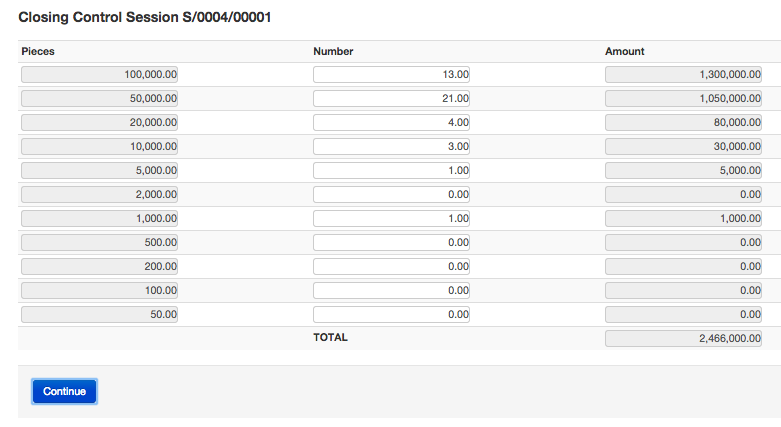 Closing Control Session S/0004/00001
Pieces Number Amount
100,000.00 13.00 1,300,000.00
50,000.00 21.00 1,050,000.00
20,000.00 4.00 80,000.00
10,000.00 3.00 30,000.00
5,000.00 1.00 5,000.00
2,000.00 0.00 0.00
1,000.00 1.00 1,000.00
500.00 0.00 0.00
200.00 0.00 0.00
100.00 0.00 0.00
50.00 0.00 0.00
TOTAL 2,466,000.00
Continue